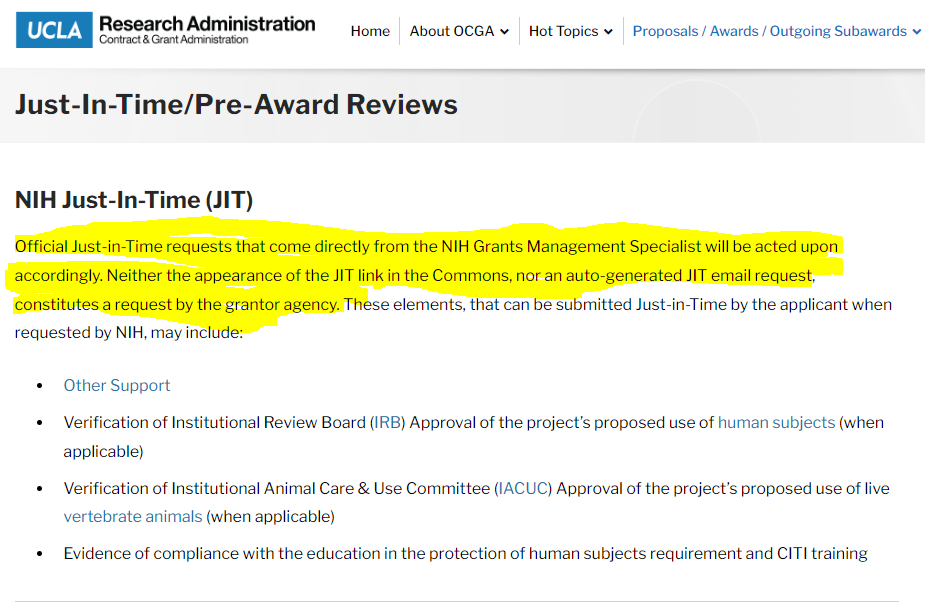 UCLA Research Administration
Contract & Grant Administration
Home About OCGA Hot Topics Proposals / Awards / Outgoing Subawards
Just-In-Time/Pre-Award Reviews
NIH Just-In-Time (JIT)
Official Just-in-Time requests that come directly from the NIH Grants Management Specialist will be acted upon
accordingly. Neither the appearance of the JIT link in the Commons, nor an auto-generated JIT email request,
constitutes a request by the grantor agency. These elements, that can be submitted Just-in-Time by the applicant when
requested by NIH, may include:
• Other Support
• Verification of Institutional Review Board (IRB) Approval of the project's proposed use of human subjects (when
applicable)
• Verification of Institutional Animal Care & Use Committee (IACUC) Approval of the project's proposed use of live
vertebrate animals (when applicable)
• Evidence of compliance with the education in the protection of human subjects requirement and CITI training